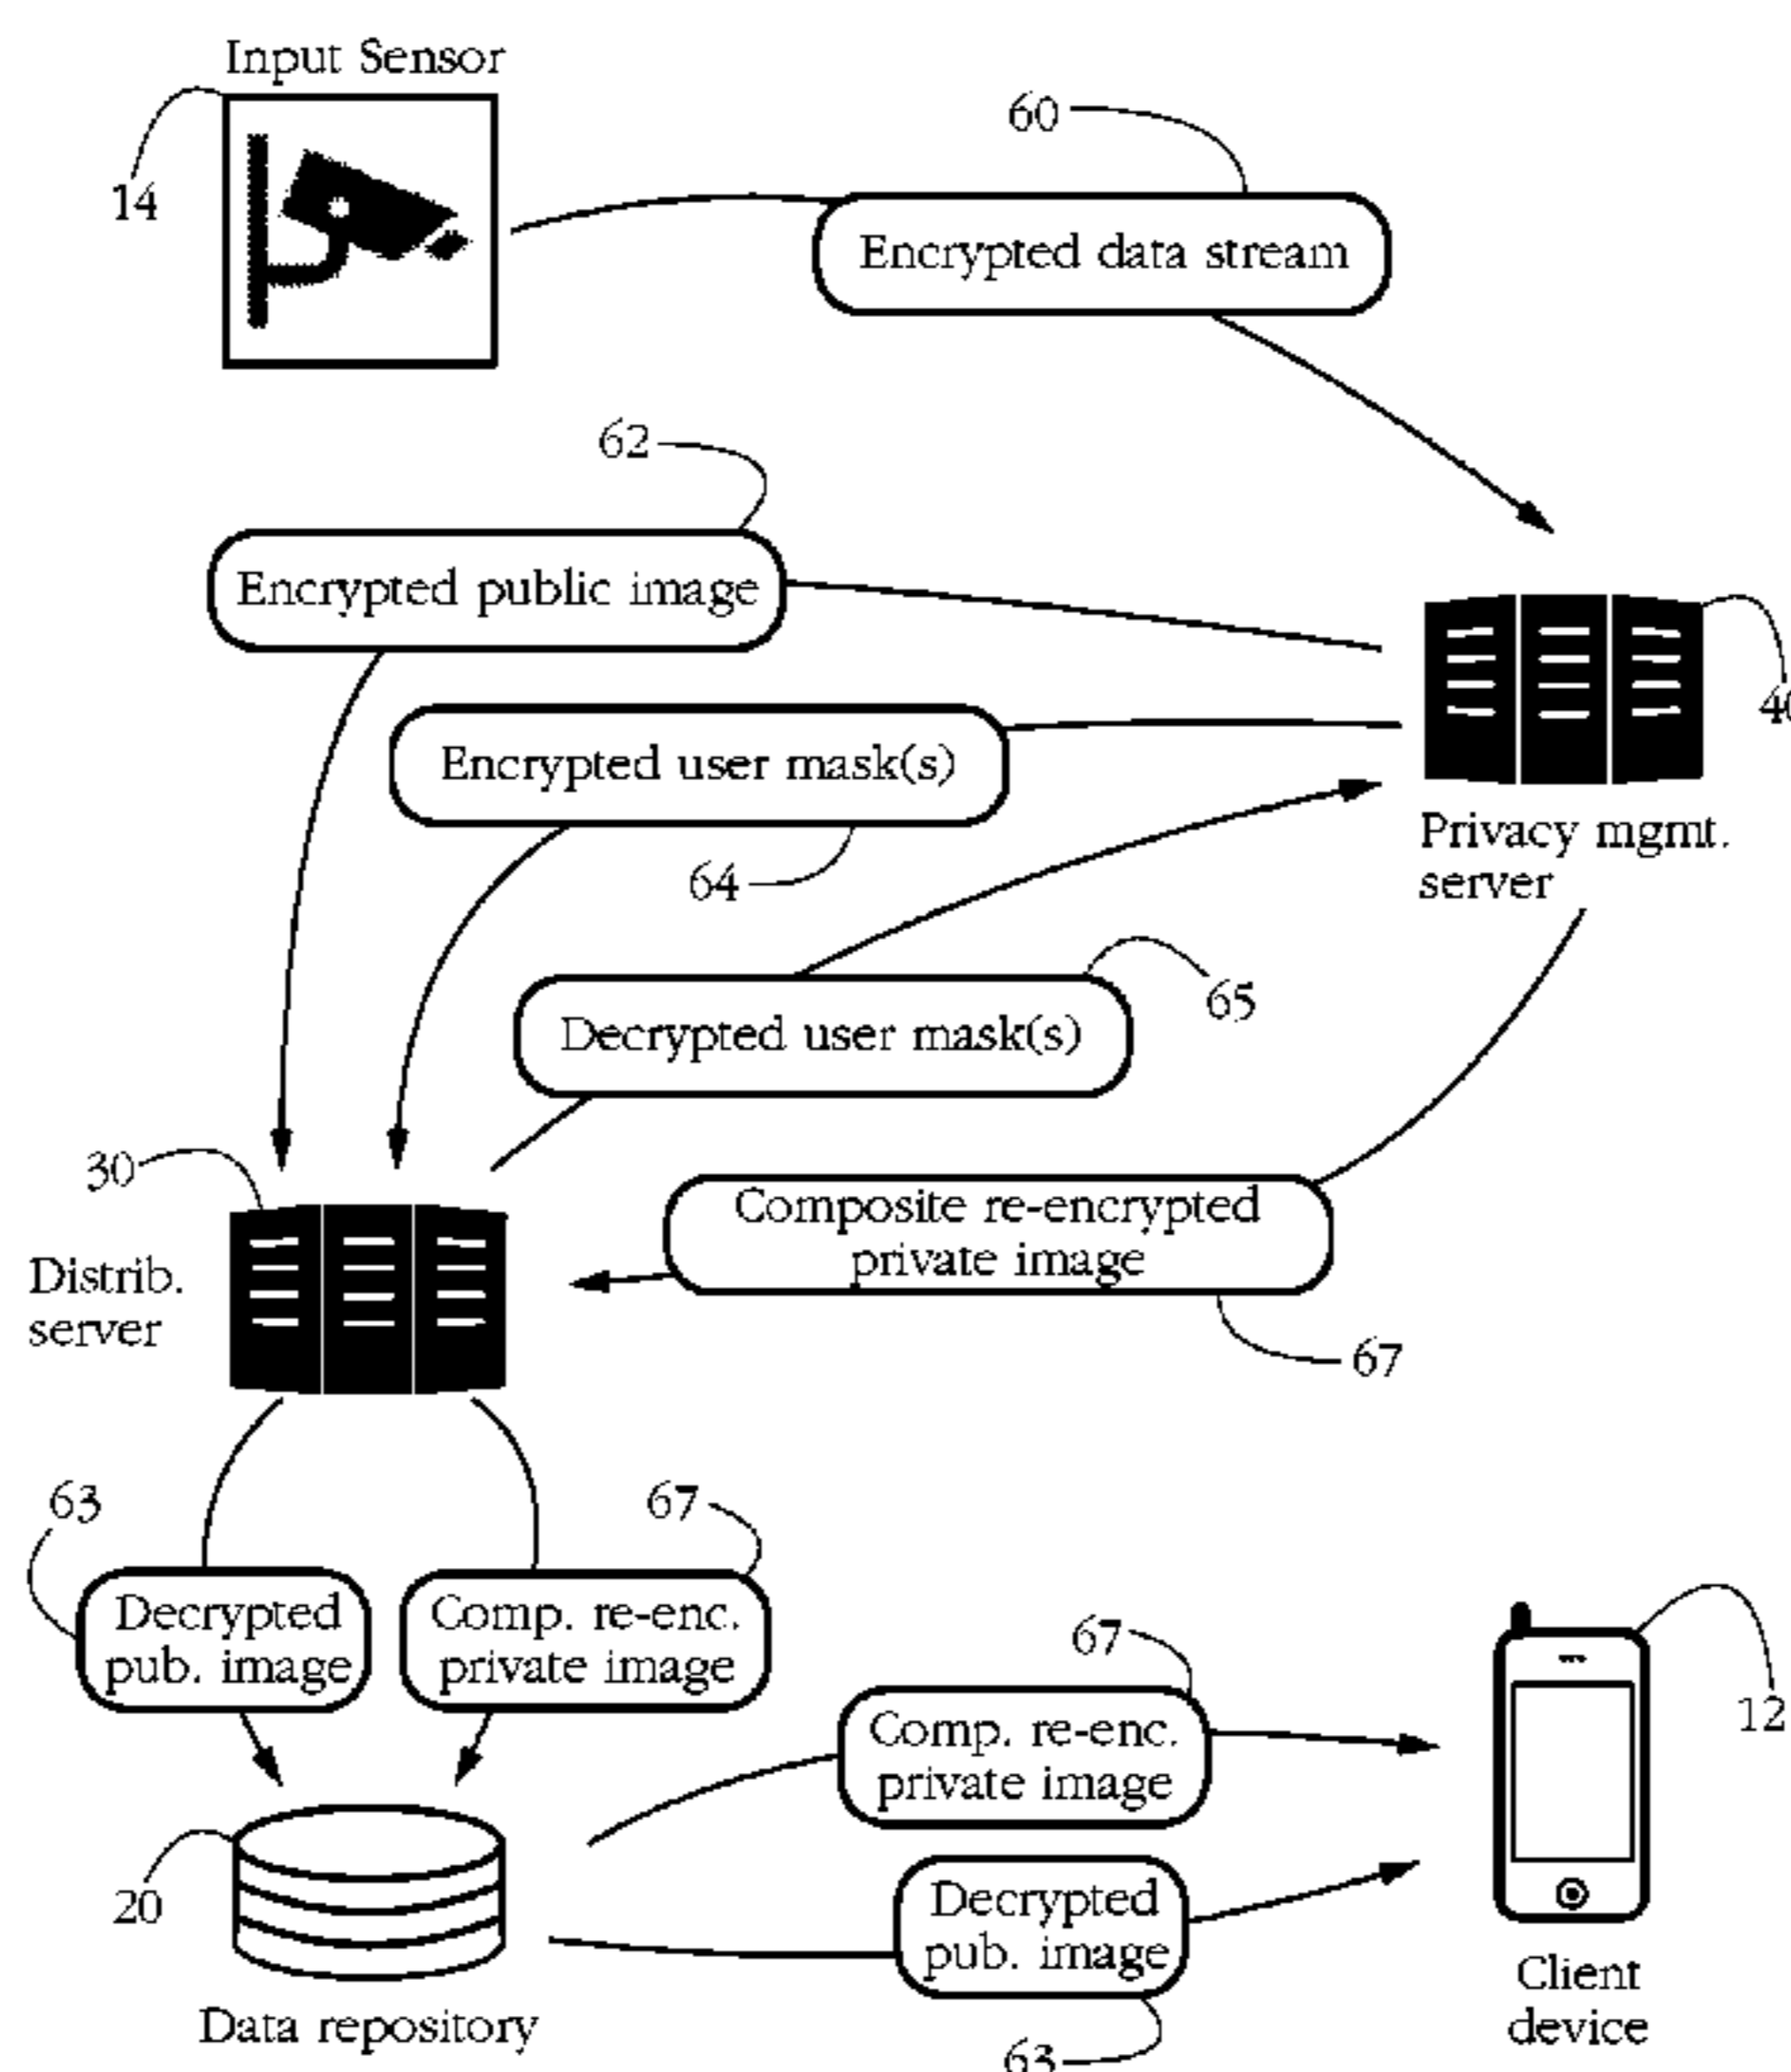 Input Sensor
14
60
Encrypted data stream
62
Encrypted public image
Encrypted user mask(s)
64
Privacy mgmt.
server
65
Decrypted user mask(s)
30
Composite re-encrypted
private image
Distrib.
server
67
63
67
Decrypted
pub. image
Comp. re-enc.
private image
67
12
Comp. re-enc.
private image
20
Decrypted
pub. image
Client
device
Data repository
63